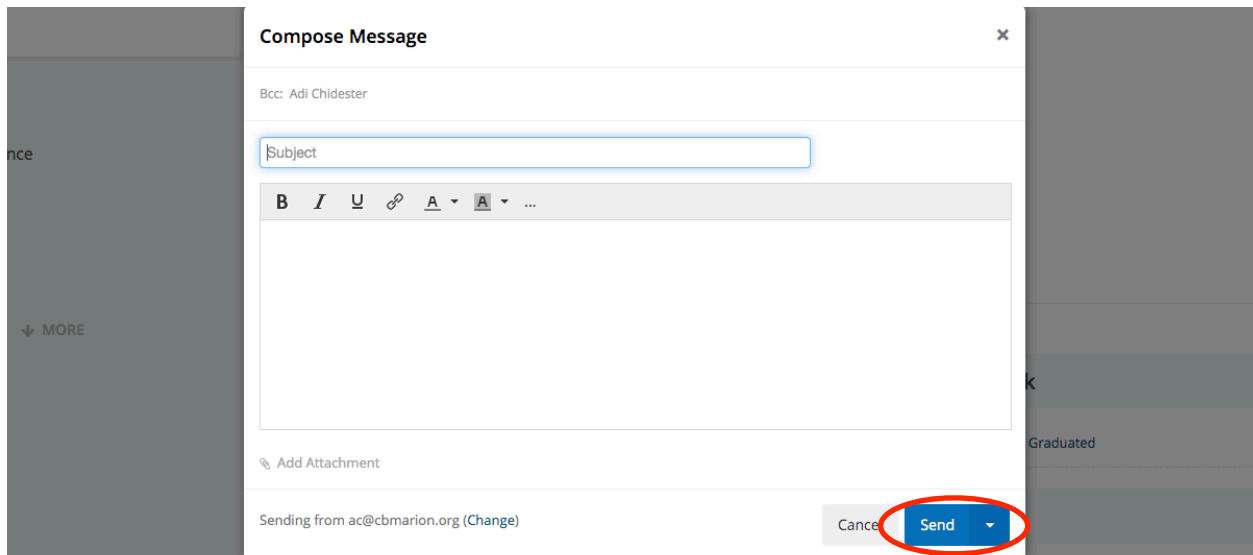 Compose Message
×
Bcc: Adi Chidester
nce
Subject
B I U A A ...
MORE
k
Graduated
Add Attachment
Sending from ac@cbmarion.org (Change)
Cance
Send